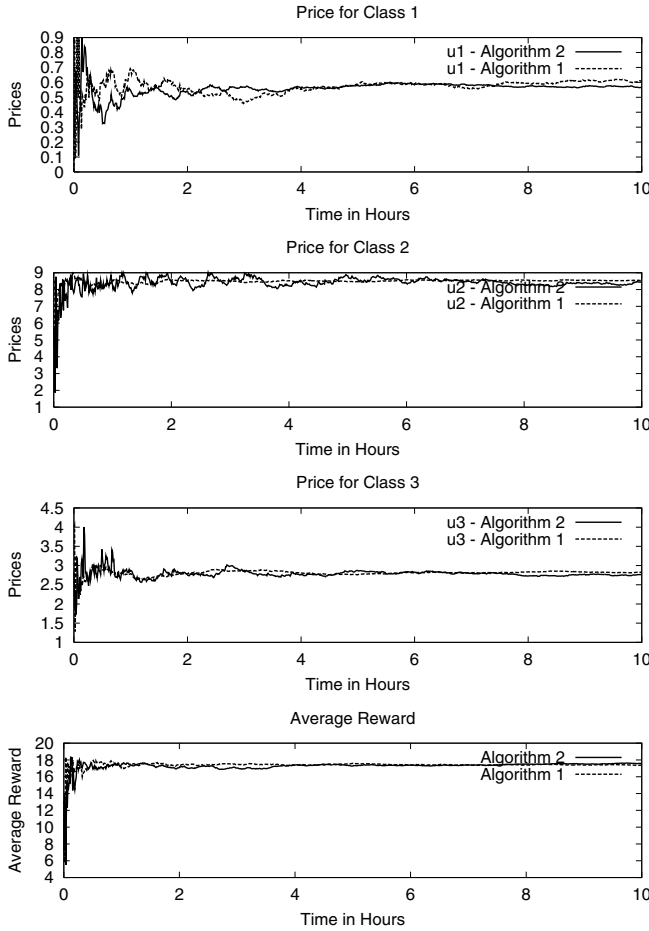 Price for Class 1
0.9
0.8
0.7
0.6
0.5
0.4
0.3
0.2
0.1
0
Prices
u1 - Algorithm 2
u1 - Algorithm 1
0 2 4 6 8 10
Time in Hours
Price for Class 2
9
8
7
6
5
4
3
2
1
Prices
u2 - Algorithm 2
u2 - Algorithm 1
0 2 4 6 8 10
Time in Hours
Price for Class 3
4.5
4
3.5
3
2.5
2
1.5
1
Prices
u3 - Algorithm 2
u3 - Algorithm 1
0 2 4 6 8 10
Time in Hours
Average Reward
20
18
16
14
12
10
8
6
4
Average Reward
Algorithm 2
Algorithm 1
0 2 4 6 8 10
Time in Hours